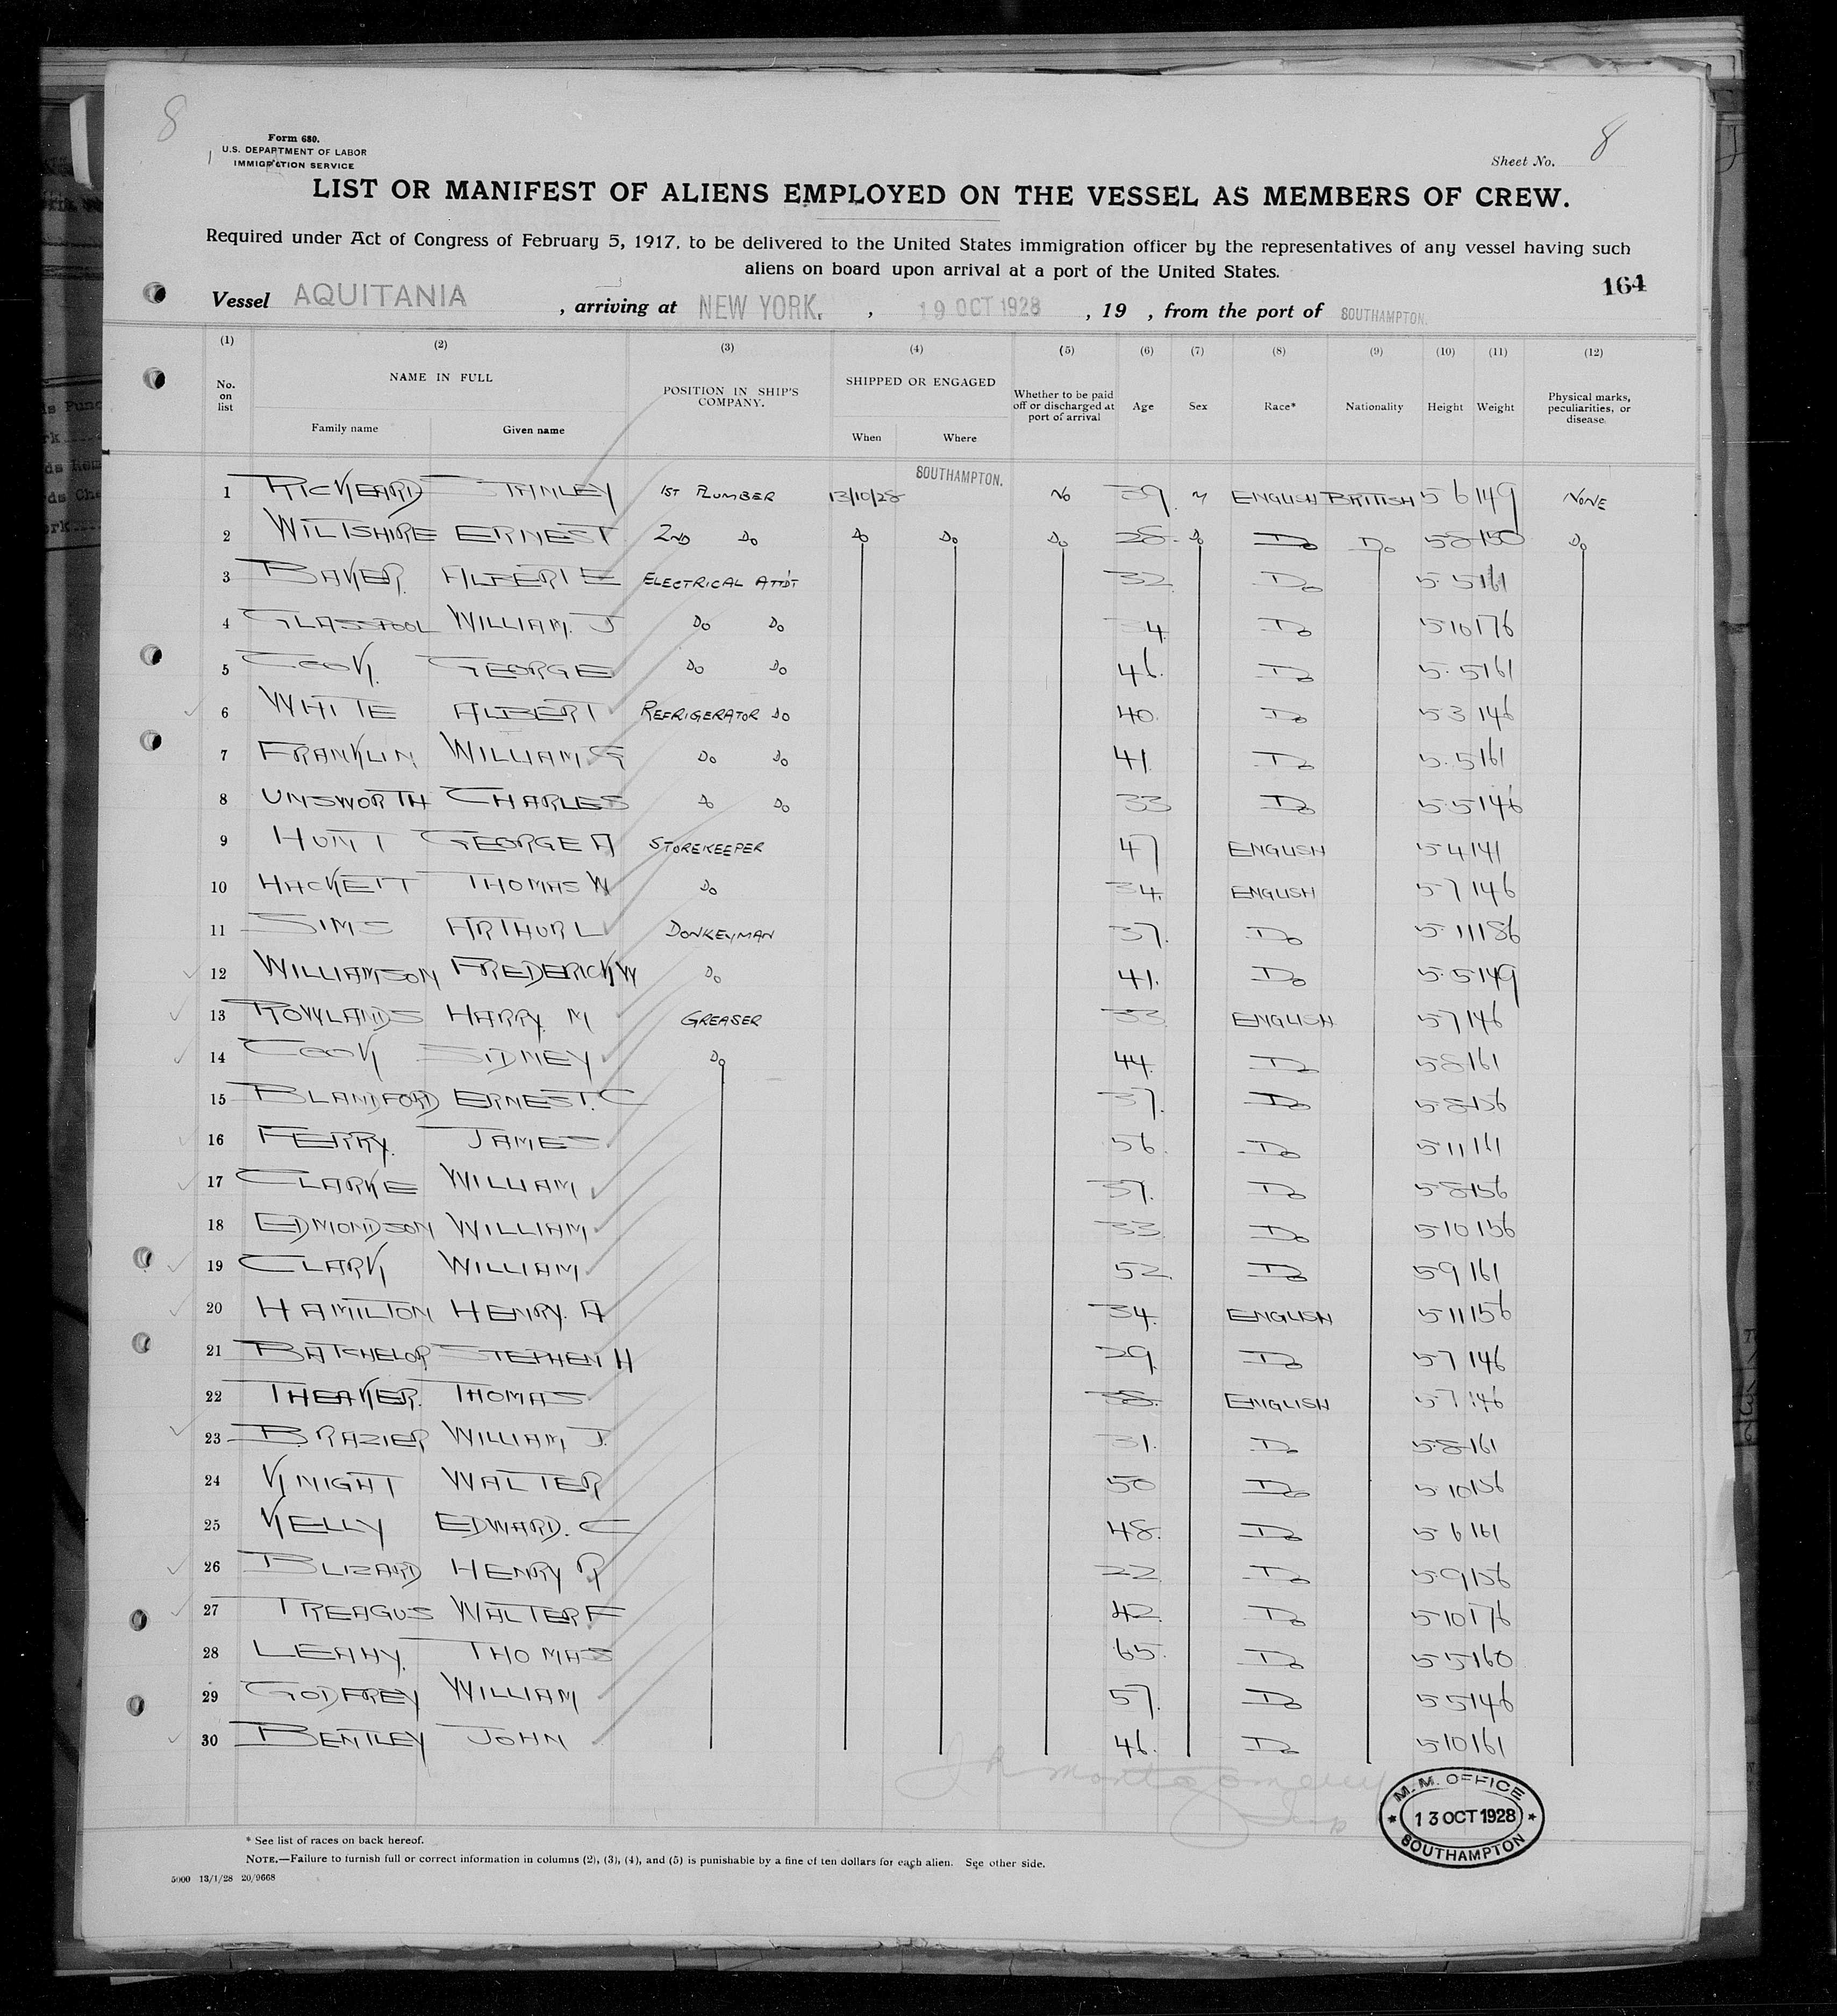 8
8
Form 680.
U.S. DEPARTMENT OF LABOR
IMMIGRATION SERVICE
Sheet No.
LIST OR MANIFEST OF ALIENS EMPLOYED ON THE VESSEL AS MEMBERS OF CREW.
Required under Act of Congress of February 5, 1917, to be delivered to the United States immigration officer by the representatives of any vessel having such
aliens on board upon arrival at a port of the United States.
164
Vessel AQUITANIA , arriving at NEW YORK. , 19 OCT 1928 , 19 , from the port of SOUTHAMPTON.
(1) (2) (3) (4) (5) (6) (7) (8) (9) (10) (11) (12)
No. on list NAME IN FULL Family name Given name POSITION IN SHIP'S COMPANY. SHIPPED OR ENGAGED When Where Whether to be paid off or discharged at port of arrival Age Sex Race* Nationality Height Weight Physical marks, peculiarities, or disease.
1 RICKEARD STANLEY 1ST PLUMBER 13/10/28 SOUTHAMPTON. No 39. M ENGLISH BRITISH 5 6 149 NONE
2 WILTSHIRE ERNEST 2ND Do Do Do Do 28. Do Do Do 5 8 150 Do
3 BAKER ALBERT E ELECTRICAL ATT'DT 32. Do 5. 5 161
4 GLASSPOOL WILLIAM. J Do Do 34. Do 5 10 176
5 COOK. GEORGE Do Do 46. Do 5. 5 161
6 WHITE ALBERT REFRIGERATOR Do 40. Do 5 3 146
7 FRANKLIN WILLIAM. G Do Do 41. Do 5. 5 161
8 UNSWORTH CHARLES Do Do 33 Do 5. 5 146
9 HUNT GEORGE A STOREKEEPER 47 ENGLISH 5 4 141
10 HACKETT THOMAS W Do 34. ENGLISH 5 7 146
11 SIMS ARTHUR L DONKEYMAN 37. Do 5. 11 186
12 WILLIAMSON FREDERICK W Do 41. Do 5. 5 149
13 ROWLANDS HARRY. M GREASER 33. ENGLISH 5 7 146
14 COOK SIDNEY Do 44. Do 5 8 161
15 BLANDFORD ERNEST. C 37. Do 5 8 156
16 FERRY. JAMES 56. Do 5 11 161
17 CLARKE WILLIAM 37. Do 5 8 156
18 EDMONDSON WILLIAM 33. Do 5 10 156
19 CLARK WILLIAM 52. Do 5 9 161
20 HAMILTON HENRY. A 34. ENGLISH 5 11 156
21 BATCHELOR STEPHEN H 29. Do 5 7 146
22 THEAKER. THOMAS 38. ENGLISH 5 7 146
23 BRAZIER WILLIAM J. 31. Do 5 8 161
24 KNIGHT WALTER 50 Do 5 10 156
25 KELLY EDWARD. C 48. Do 5 6 161
26 BLIZARD HENRY R 22. Do 5 9 156
27 TREAGUS WALTER F 42. Do 5 10 176
28 LEAHY. THOMAS 65. Do 5 5 160
29 GODFREY WILLIAM 57. Do 5 5 146
30 BENTLEY JOHN 46. Do 5 10 161
M. M. OFFICE
13 OCT 1928
SOUTHAMPTON
* See list of races on back hereof.
NOTE.—Failure to furnish full or correct information in columns (2), (3), (4), and (5) is punishable by a fine of ten dollars for each alien. See other side.
5000 13/1/28 20/9668